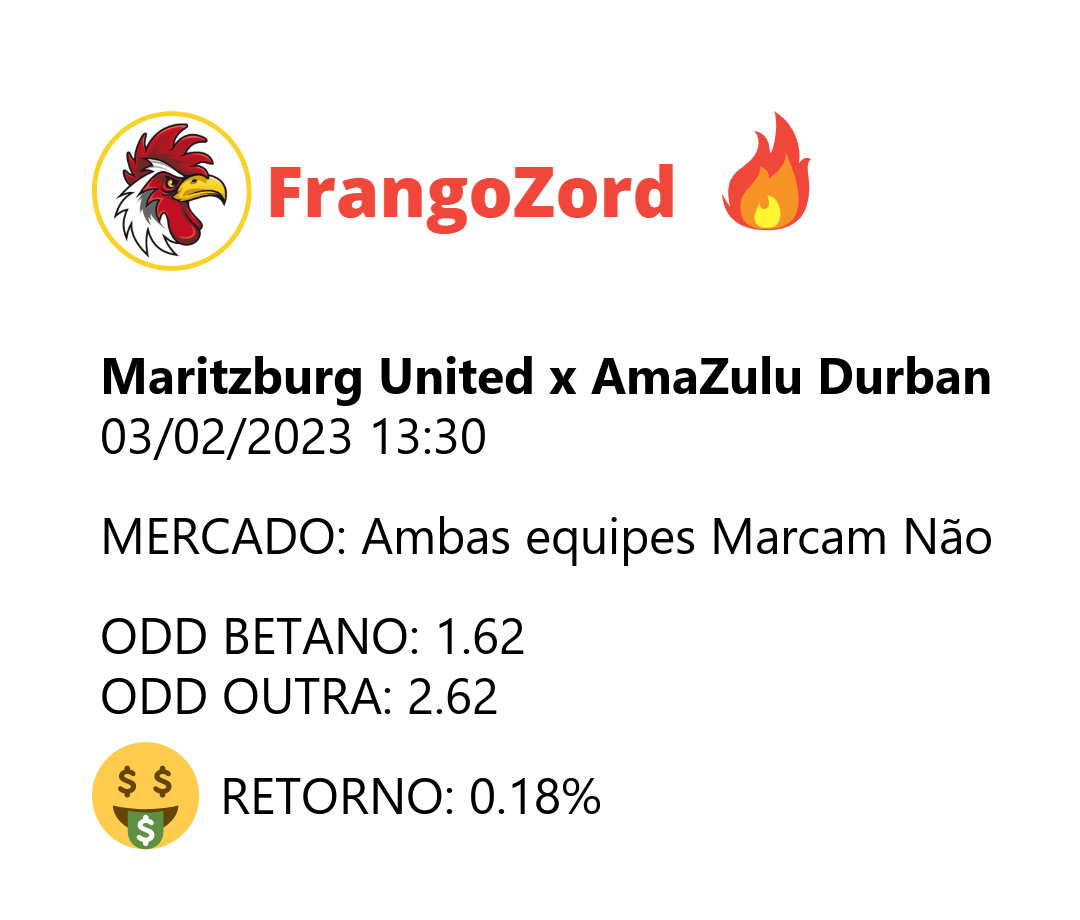 FrangoZord
Maritzburg United x AmaZulu Durban
03/02/2023 13:30
MERCADO: Ambas equipes Marcam Não
ODD BETANO: 1.62
ODD OUTRA: 2.62
$ $
$
RETORNO: 0.18%